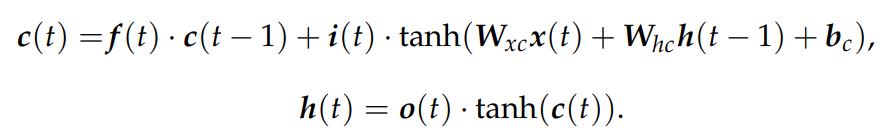 c(t) =f(t) · c(t − 1) + i(t) · tanh(W_{xc}x(t) + W_{hc}h(t − 1) + b_c),
h(t) = o(t) · tanh(c(t)).